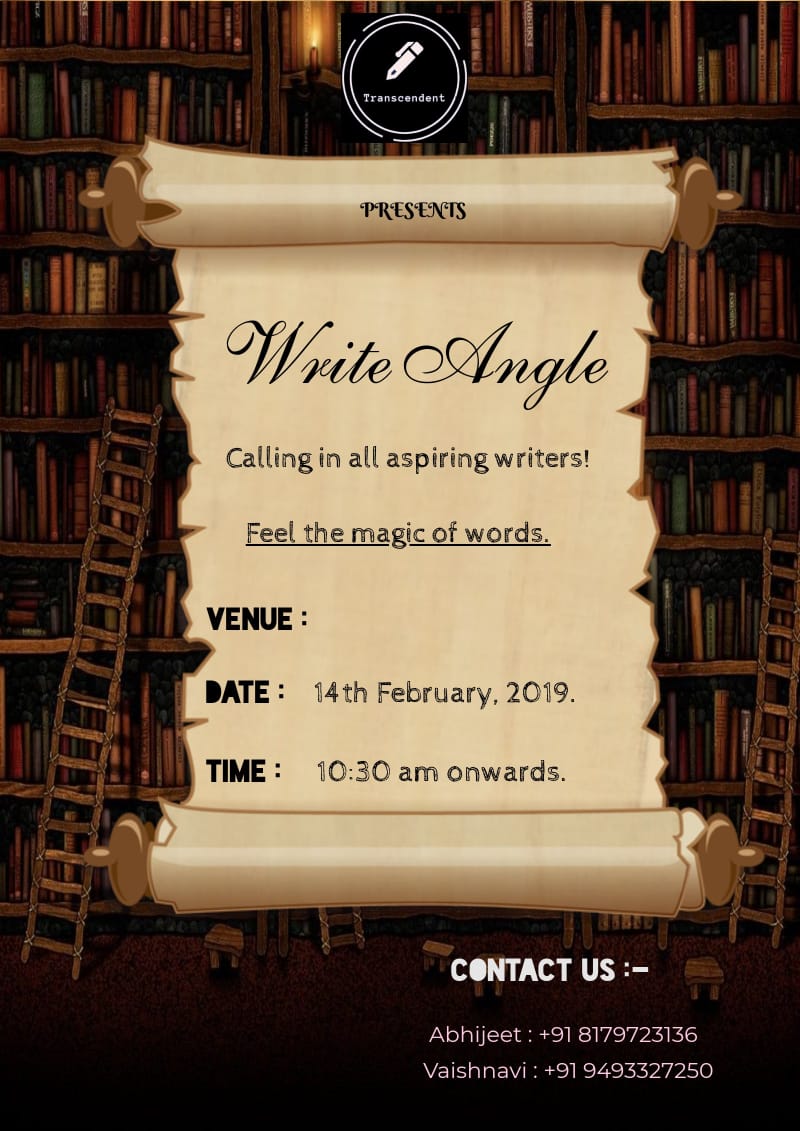 Transcendent
PRESENTS
Write Angle
Calling in all aspiring writers!
Feel the magic of words.
VENUE :
DATE : 14th February, 2019.
TIME : 10:30 am onwards.
CONTACT US :-
Abhijeet : +91 8179723136
Vaishnavi : +91 9493327250